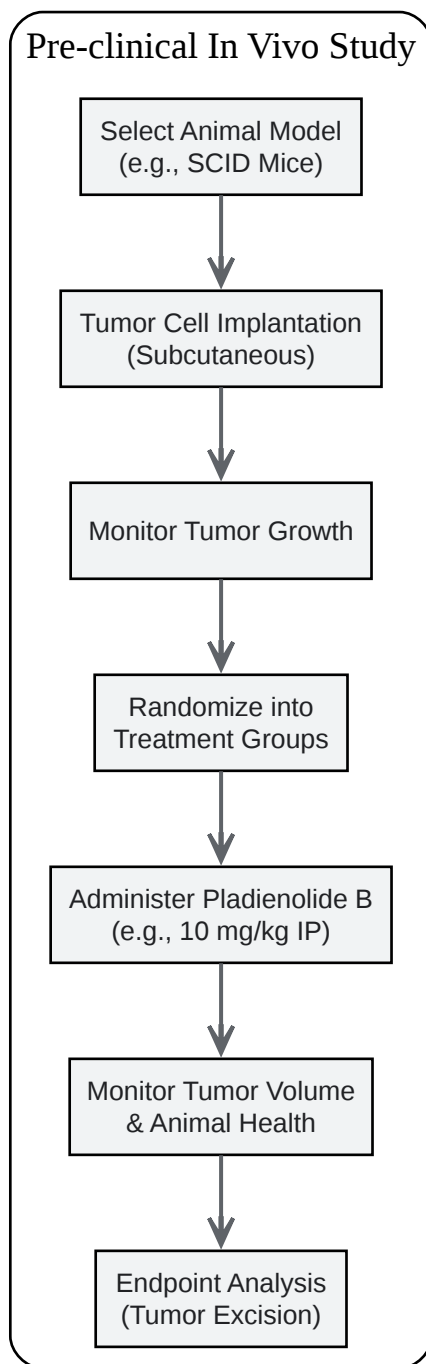 Pre-clinical In Vivo Study
Select Animal Model
(e.g., SCID Mice)
Tumor Cell Implantation
(Subcutaneous)
Monitor Tumor Growth
Randomize into
Treatment Groups
Administer Pladienolide B
(e.g., 10 mg/kg IP)
Monitor Tumor Volume
& Animal Health
Endpoint Analysis
(Tumor Excision)